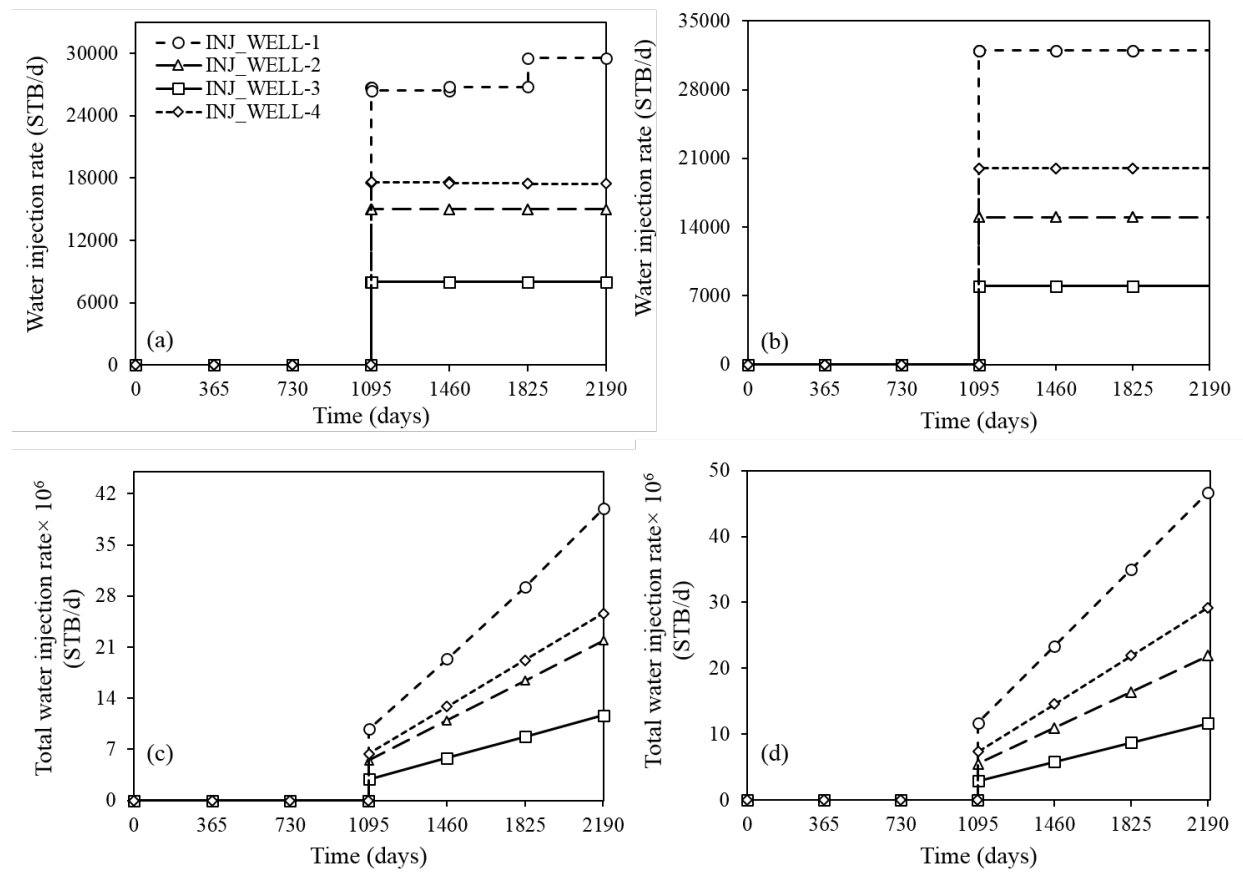 Water injection rate (STB/d)
30000
24000
18000
12000
6000
0
INJ_WELL-1
INJ_WELL-2
INJ_WELL-3
INJ_WELL-4
(a)
0 365 730 1095 1460 1825 2190
Time (days)
Water injection rate (STB/d)
35000
28000
21000
14000
7000
0
(b)
0 365 730 1095 1460 1825 2190
Time (days)
Total water injection rate× 10⁶
(STB/d)
42
35
28
21
14
7
0
(c)
0 365 730 1095 1460 1825 2190
Time (days)
Total water injection rate× 10⁶
(STB/d)
50
40
30
20
10
0
(d)
0 365 730 1095 1460 1825 2190
Time (days)